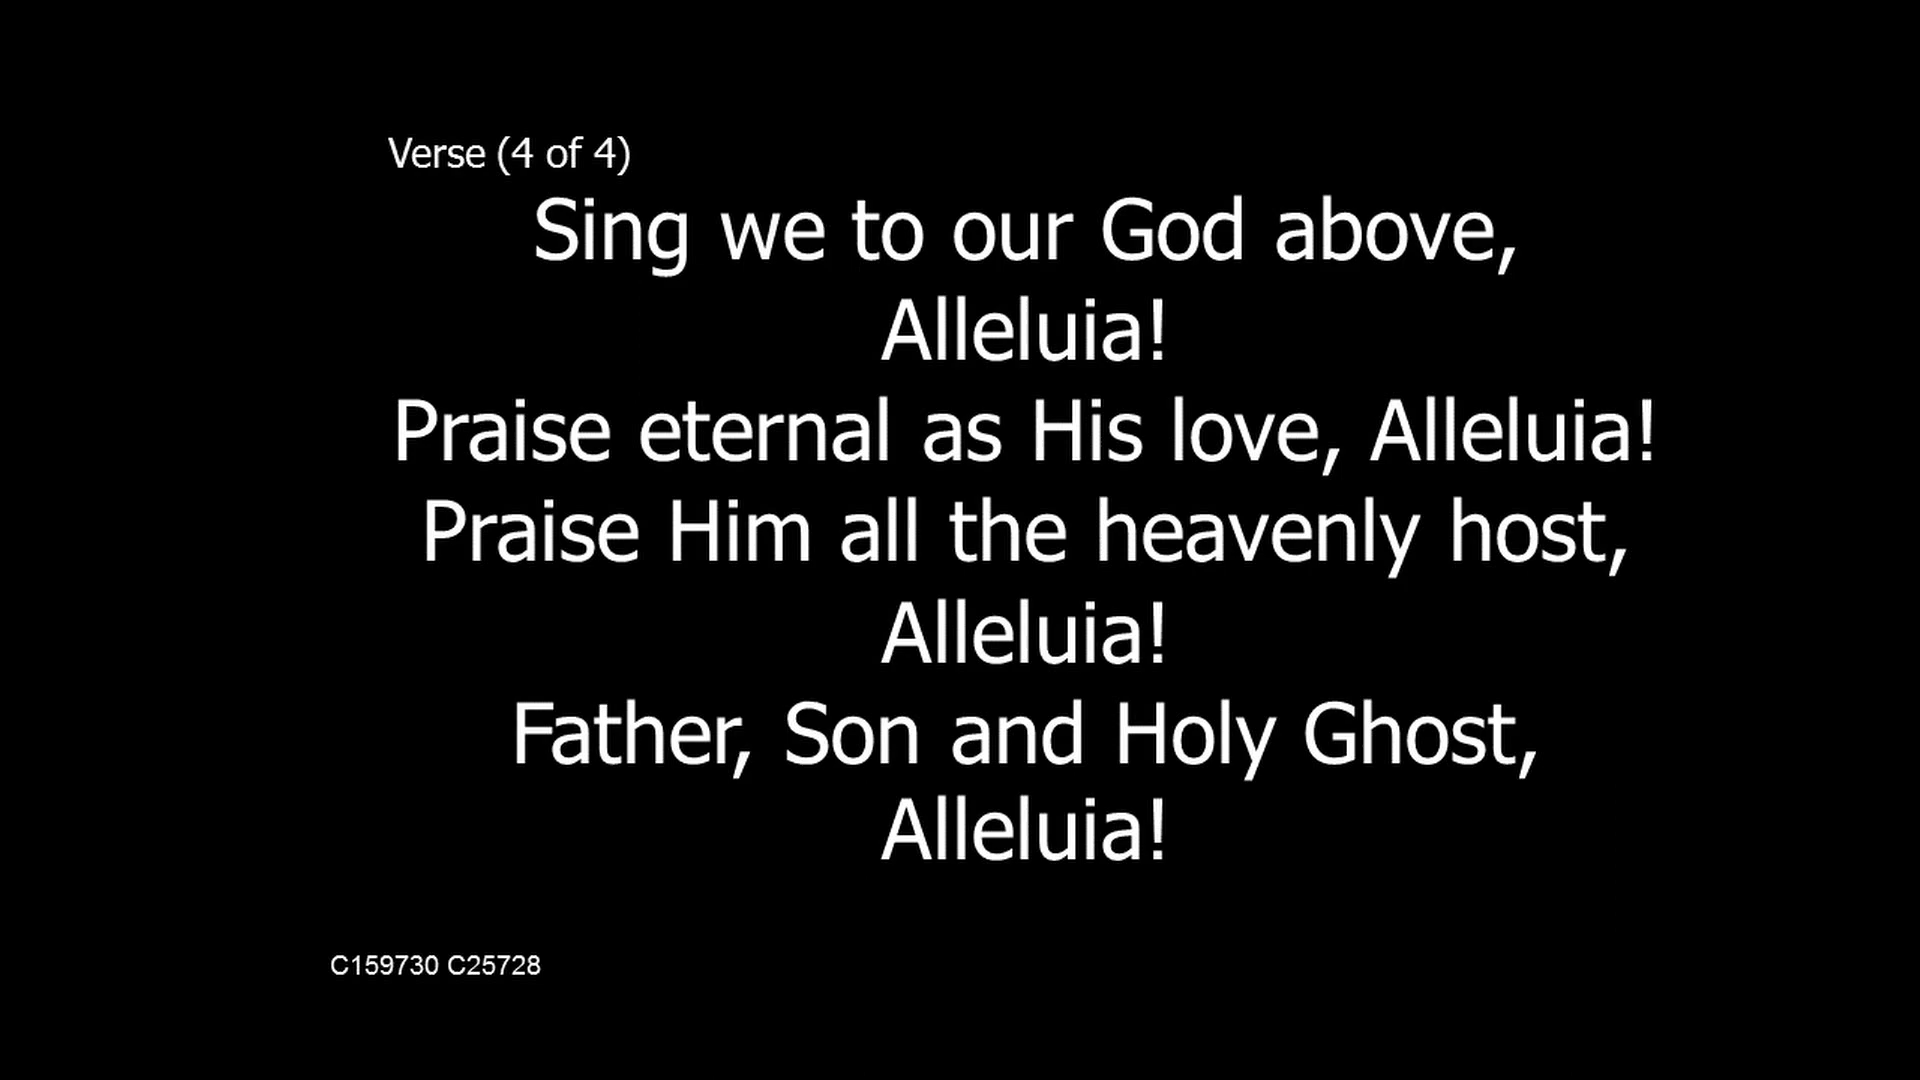 Verse (4 of 4)
Sing we to our God above,
Alleluia!
Praise eternal as His love, Alleluia!
Praise Him all the heavenly host,
Alleluia!
Father, Son and Holy Ghost,
Alleluia!
C159730 C25728